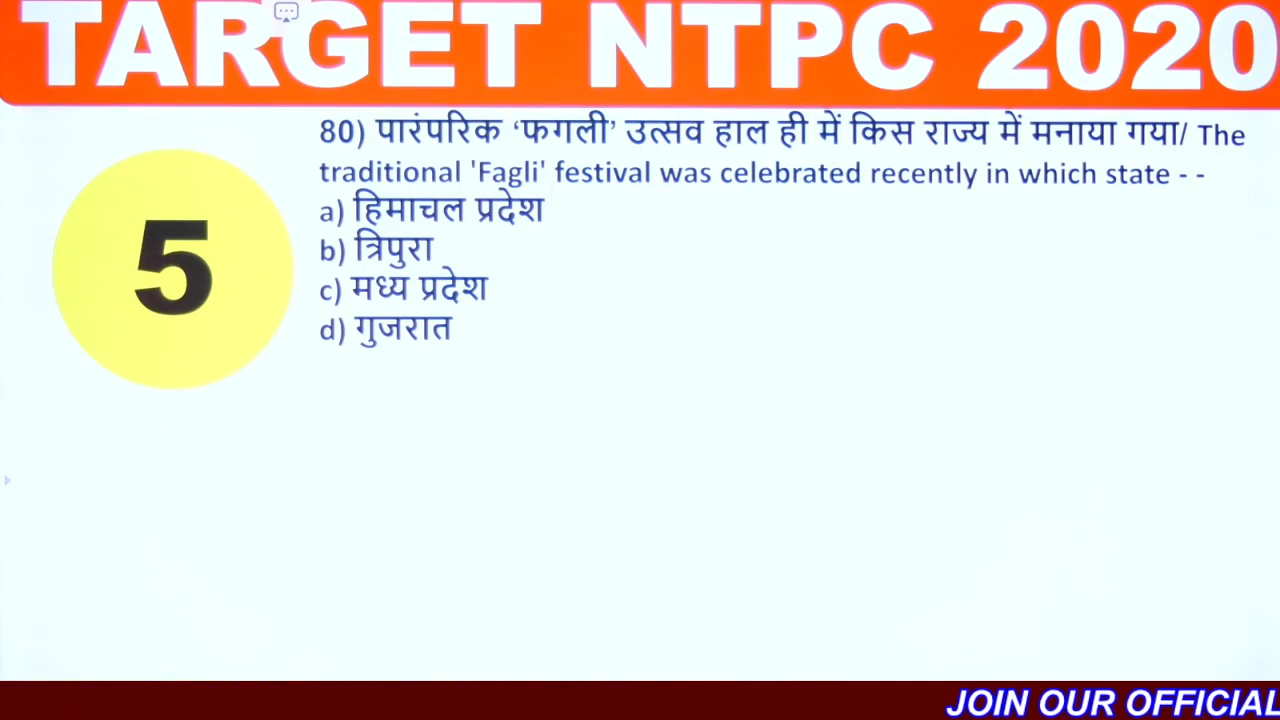 TARGET NTPC 2020
80) पारंपरिक ‘फगली’ उत्सव हाल ही में किस राज्य में मनाया गया/ The
traditional 'Fagli' festival was celebrated recently in which state - -
a) हिमाचल प्रदेश
b) त्रिपुरा
c) मध्य प्रदेश
d) गुजरात
5
JOIN OUR OFFICIAL